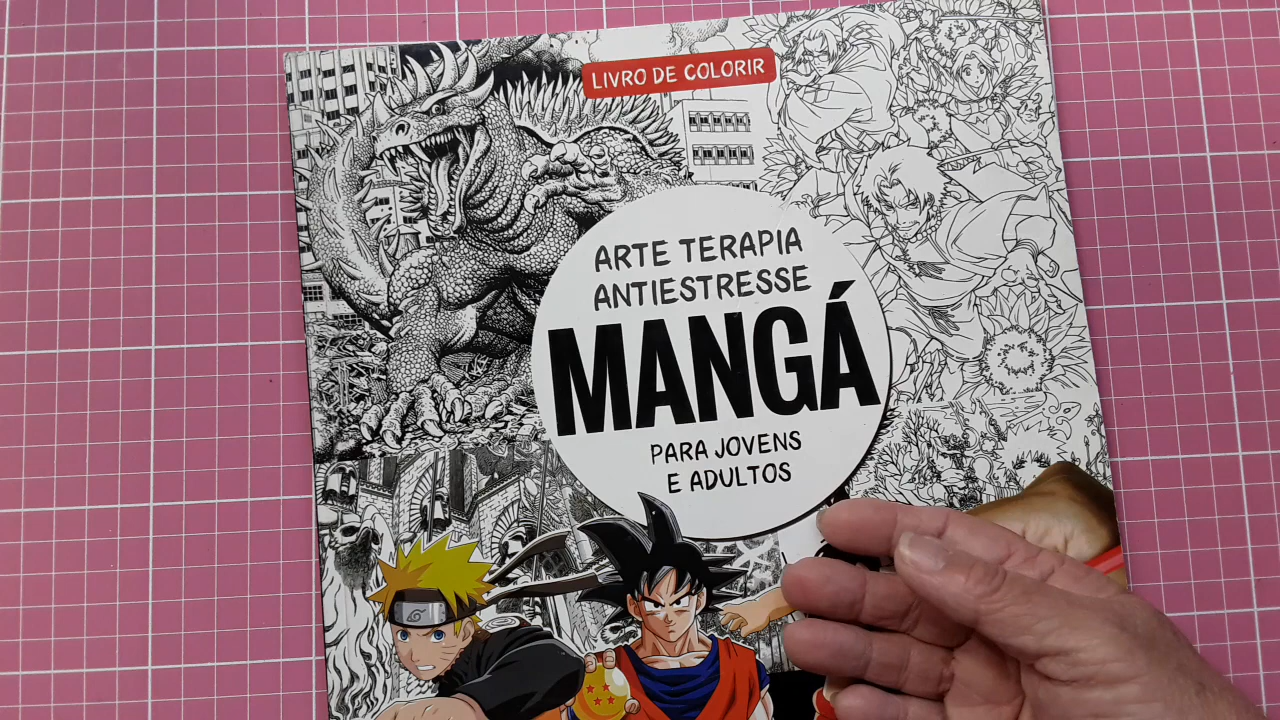 LIVRO DE COLORIR
ARTE TERAPIA
ANTIESTRESSE
MANGÁ
PARA JOVENS
E ADULTOS